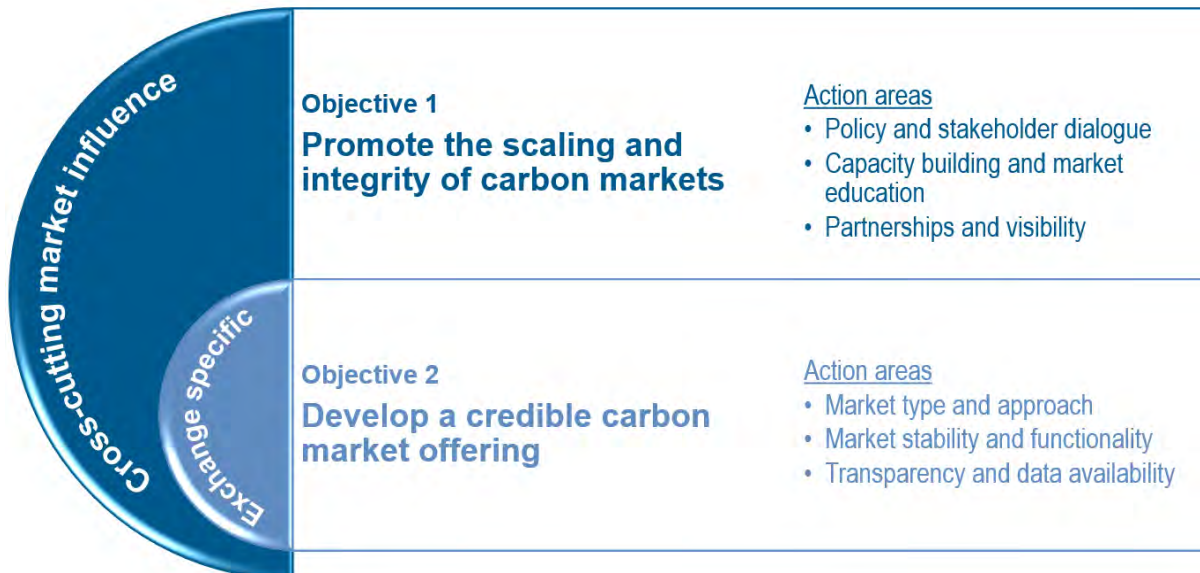 Cross-cutting market influence
Exchange specific
Objective 1
Promote the scaling and
integrity of carbon markets
Action areas
• Policy and stakeholder dialogue
• Capacity building and market
education
• Partnerships and visibility
Objective 2
Develop a credible carbon
market offering
Action areas
• Market type and approach
• Market stability and functionality
• Transparency and data availability